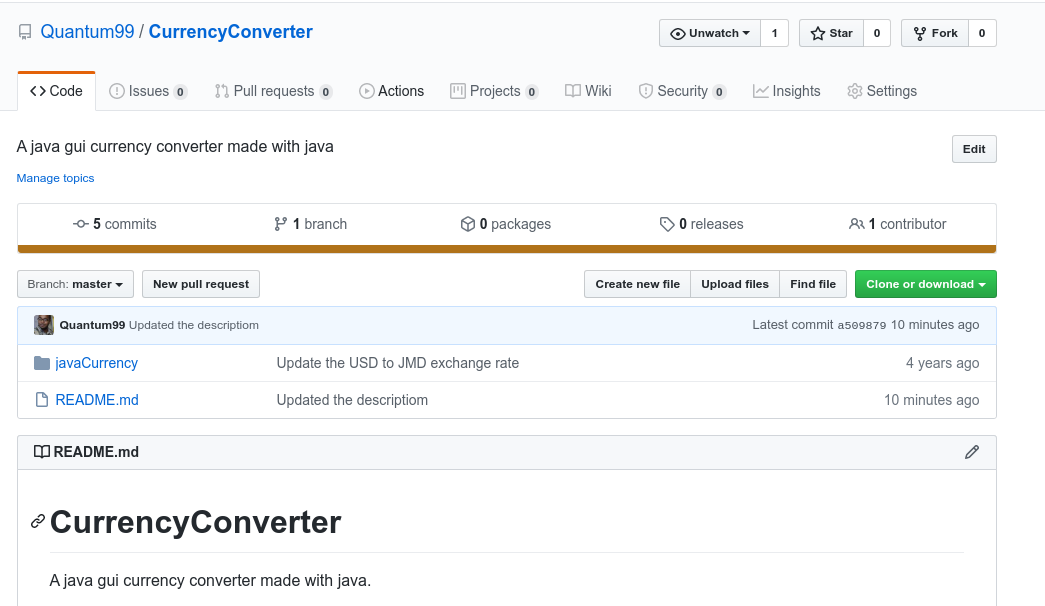 Quantum99 / CurrencyConverter
Unwatch 1 Star 0 Fork 0
Code Issues 0 Pull requests 0 Actions Projects 0 Wiki Security 0 Insights Settings
A java gui currency converter made with java
Edit
Manage topics
5 commits 1 branch 0 packages 0 releases 1 contributor
Branch: master New pull request Create new file Upload files Find file Clone or download
Quantum99 Updated the descriptiom Latest commit a509879 10 minutes ago
javaCurrency Update the USD to JMD exchange rate 4 years ago
README.md Updated the descriptiom 10 minutes ago
README.md
CurrencyConverter
A java gui currency converter made with java.